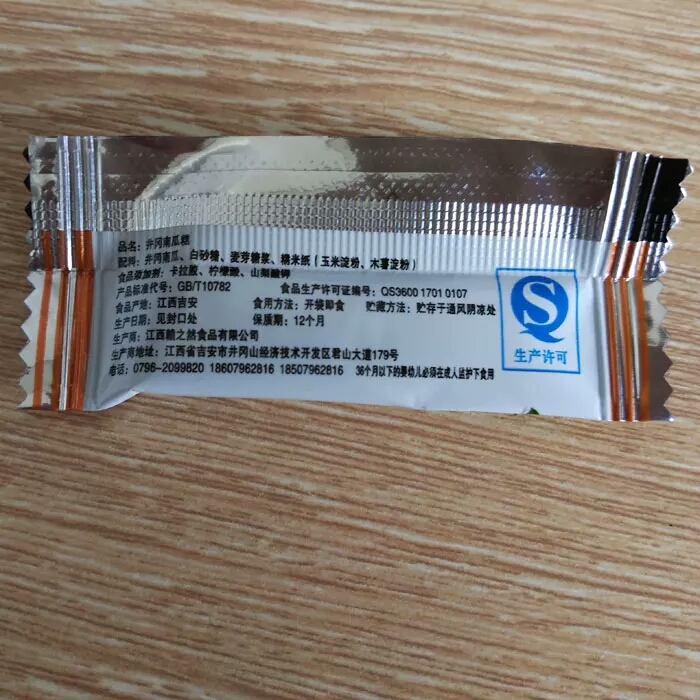 品名：井冈南瓜糕
配料：井冈南瓜、白砂糖、麦芽糖浆、糯米纸（玉米淀粉、木薯淀粉）
食品添加剂：卡拉胶、柠檬酸、山梨酸钾
产品标准代号：GB/T10782 食品生产许可证编号：QS3600 1701 0107
食品产地：江西吉安 食用方法：开袋即食 贮藏方法：贮存于通风阴凉处
生产日期：见封口处 保质期：12个月
生产商：江西赣之然食品有限公司
生产商地址：江西省吉安市井冈山经济技术开发区君山大道179号
电话：0796-2099820 18607962816 18507962816 36个月以下的婴幼儿必须在成人监护下食用
生产许可